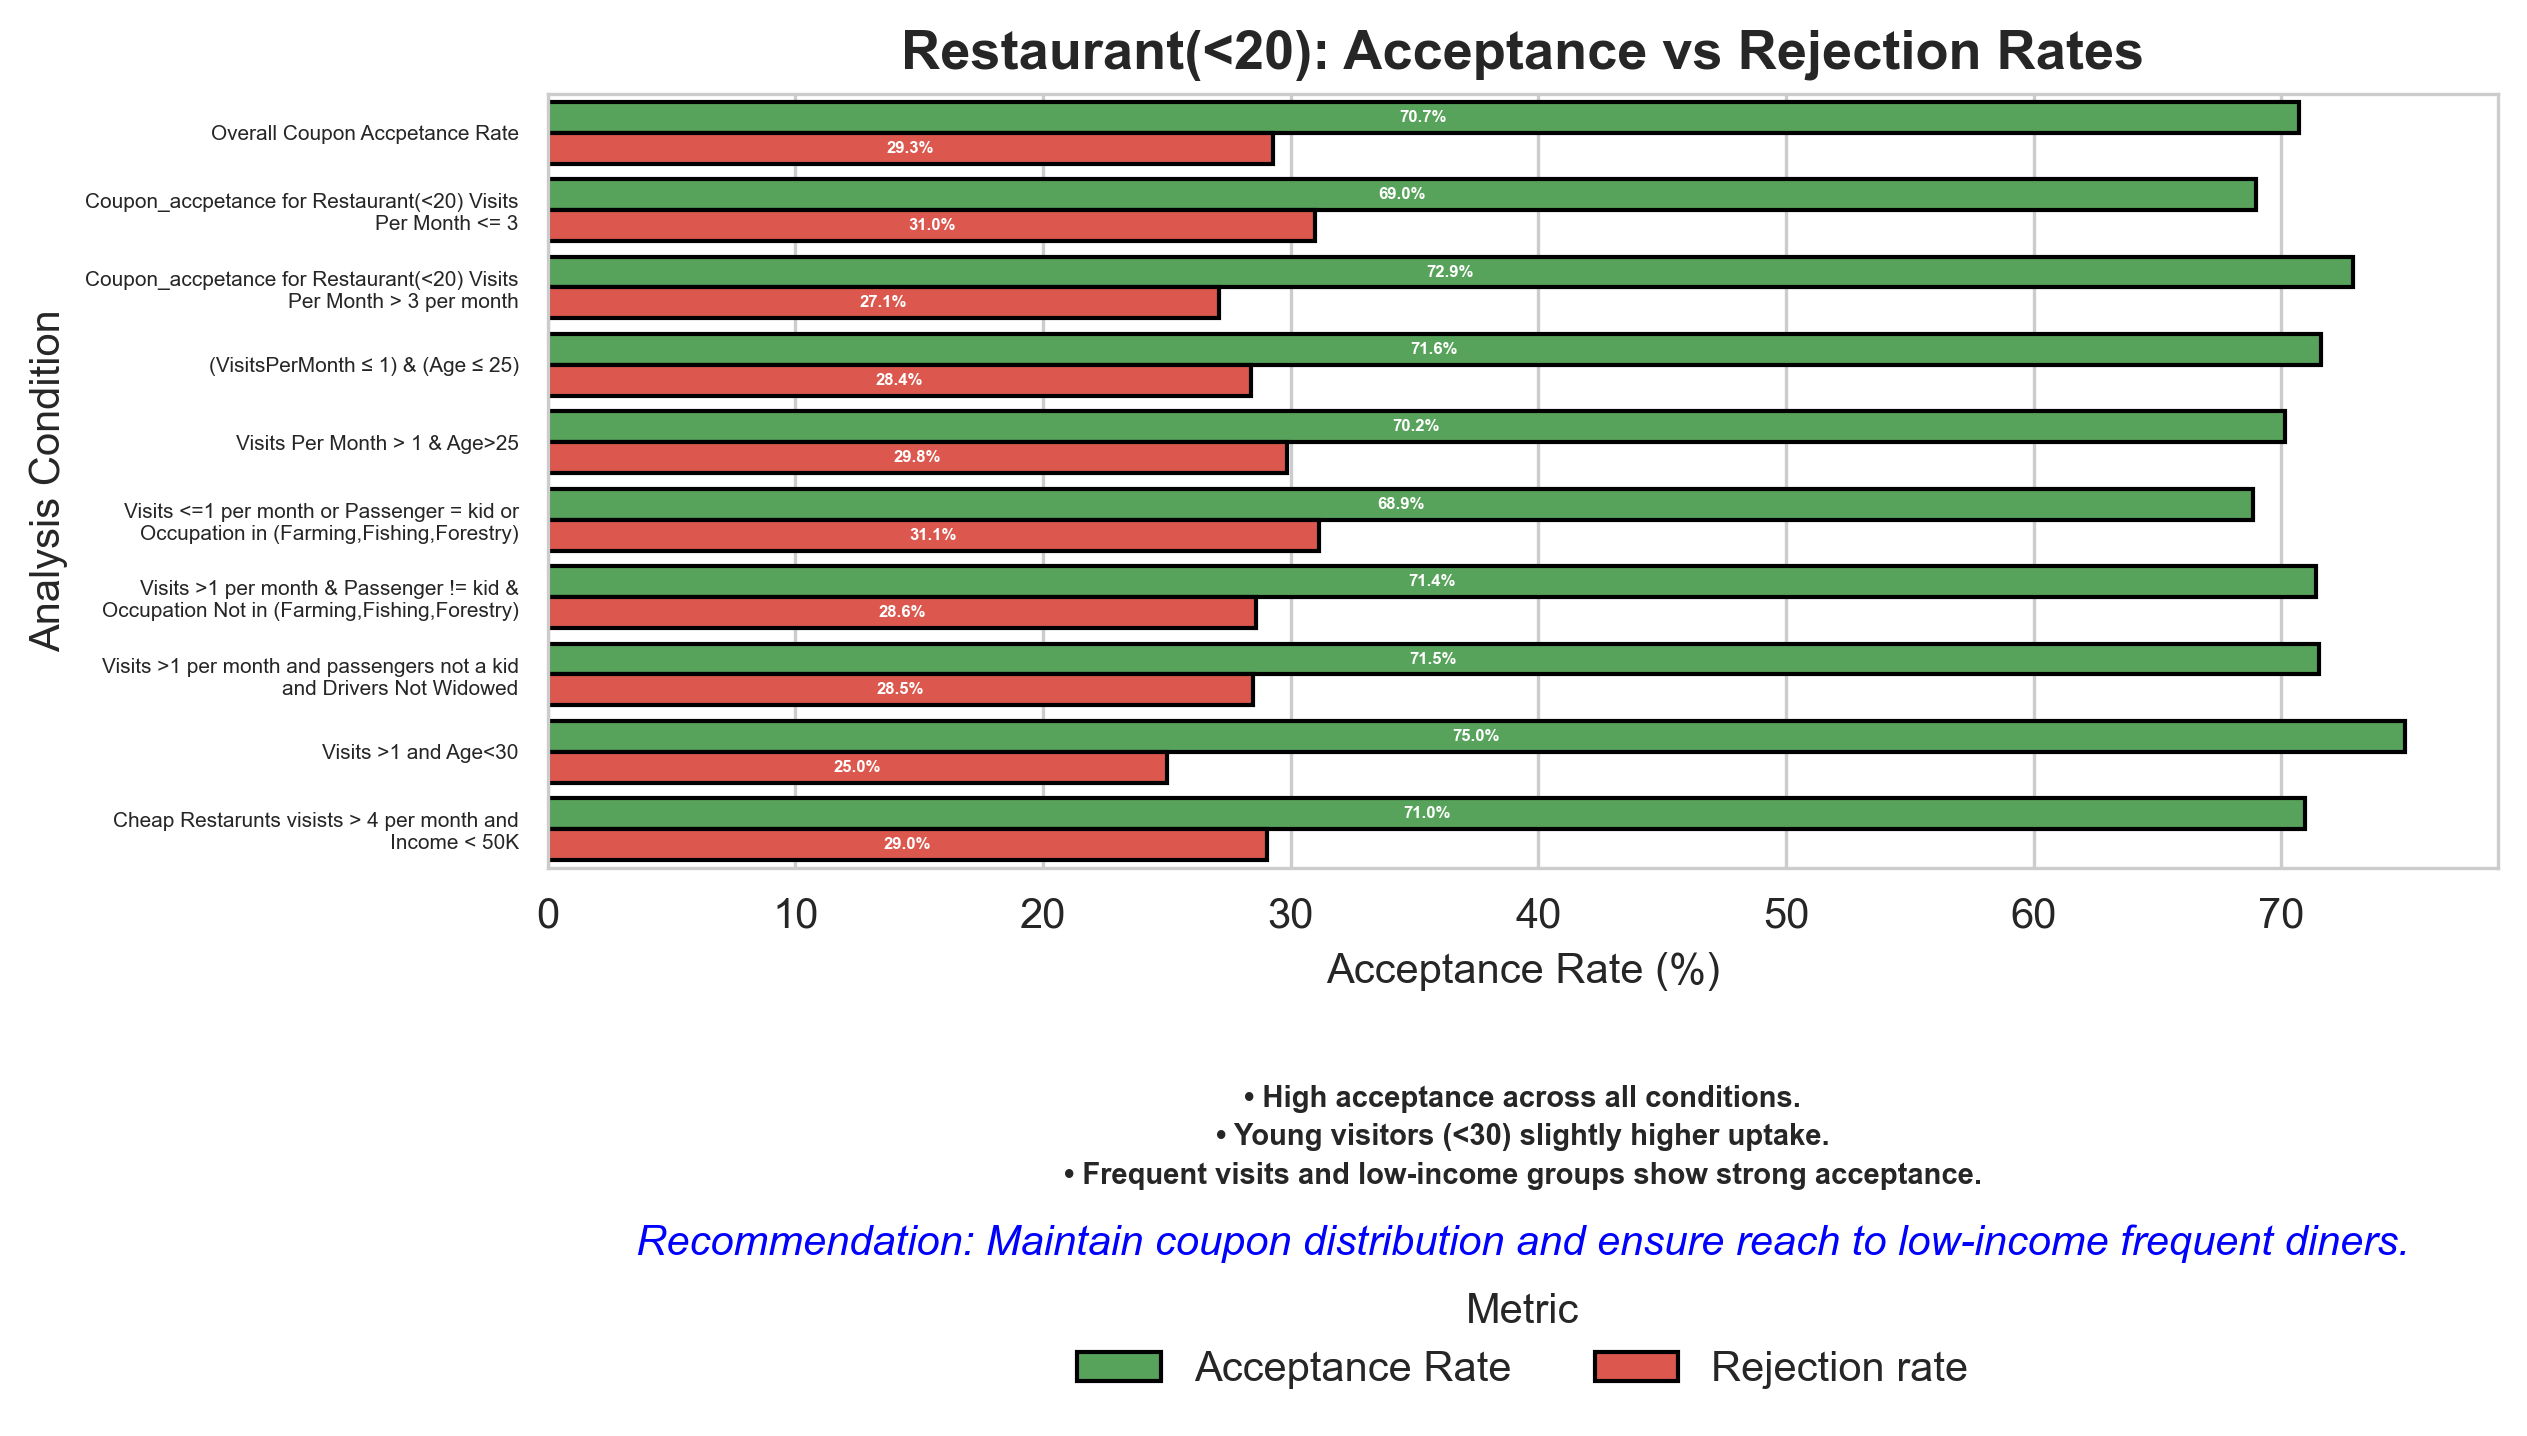 Restaurant(<20): Acceptance vs Rejection Rates
Analysis Condition
Overall Coupon Accpetance Rate
70.7%
29.3%
Coupon_accpetance for Restaurant(<20) Visits
Per Month <= 3
69.0%
31.0%
Coupon_accpetance for Restaurant(<20) Visits
Per Month > 3 per month
72.9%
27.1%
(VisitsPerMonth ≤ 1) & (Age ≤ 25)
71.6%
28.4%
Visits Per Month > 1 & Age>25
70.2%
29.8%
Visits <=1 per month or Passenger = kid or
Occupation in (Farming,Fishing,Forestry)
68.9%
31.1%
Visits >1 per month & Passenger != kid &
Occupation Not in (Farming,Fishing,Forestry)
71.4%
28.6%
Visits >1 per month and passengers not a kid
and Drivers Not Widowed
71.5%
28.5%
Visits >1 and Age<30
75.0%
25.0%
Cheap Restarunts visists > 4 per month and
Income < 50K
71.0%
29.0%
0 10 20 30 40 50 60 70
Acceptance Rate (%)
• High acceptance across all conditions.
• Young visitors (<30) slightly higher uptake.
• Frequent visits and low-income groups show strong acceptance.
Recommendation: Maintain coupon distribution and ensure reach to low-income frequent diners.
Metric
Acceptance Rate Rejection rate